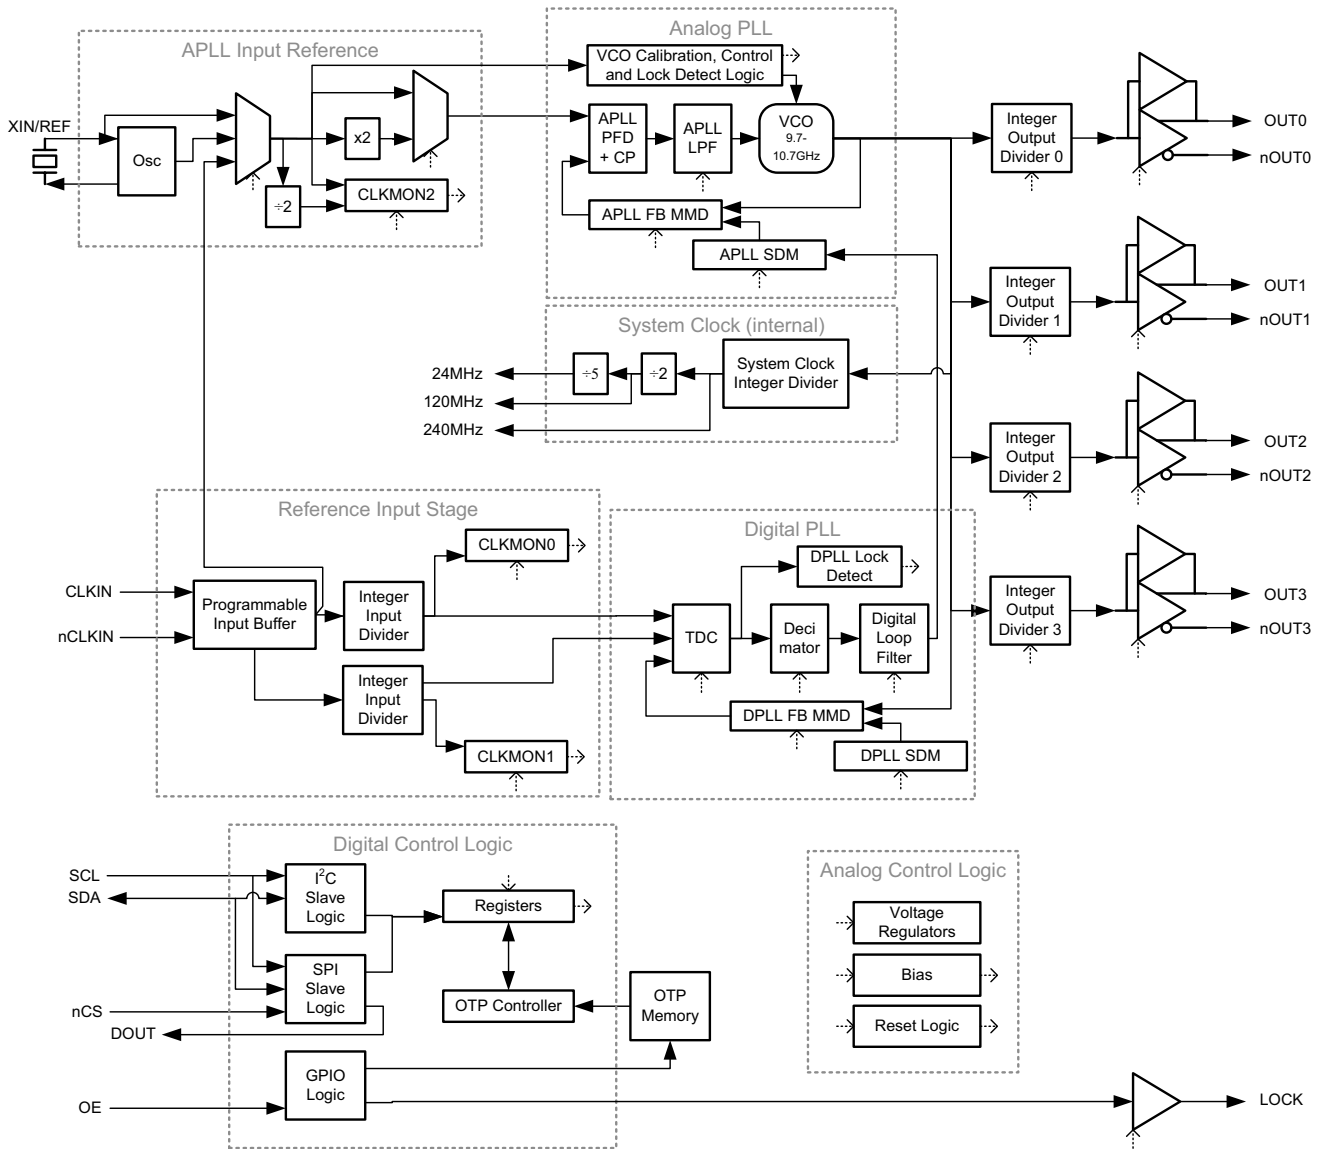 APLL Input Reference
XIN/REF
Osc
x2
÷2
CLKMON2
Analog PLL
VCO Calibration, Control
and Lock Detect Logic
APLL
PFD
+ CP
APLL
LPF
VCO
9.7-
10.7GHz
APLL FB MMD
APLL SDM
Integer
Output
Divider 0
OUT0
nOUT0
Integer
Output
Divider 1
OUT1
nOUT1
System Clock (internal)
24MHz
÷5
÷2
System Clock
Integer Divider
120MHz
240MHz
Integer
Output
Divider 2
OUT2
nOUT2
Reference Input Stage
CLKIN
nCLKIN
Programmable
Input Buffer
Integer
Input
Divider
CLKMON0
Integer
Input
Divider
CLKMON1
Digital PLL
DPLL Lock
Detect
TDC
Deci
mator
Digital
Loop
Filter
DPLL FB MMD
DPLL SDM
Integer
Output
Divider 3
OUT3
nOUT3
Digital Control Logic
SCL
SDA
I²C
Slave
Logic
Registers
SPI
Slave
Logic
nCS
DOUT
OTP Controller
OTP
Memory
GPIO
Logic
OE
Analog Control Logic
Voltage
Regulators
Bias
Reset Logic
LOCK